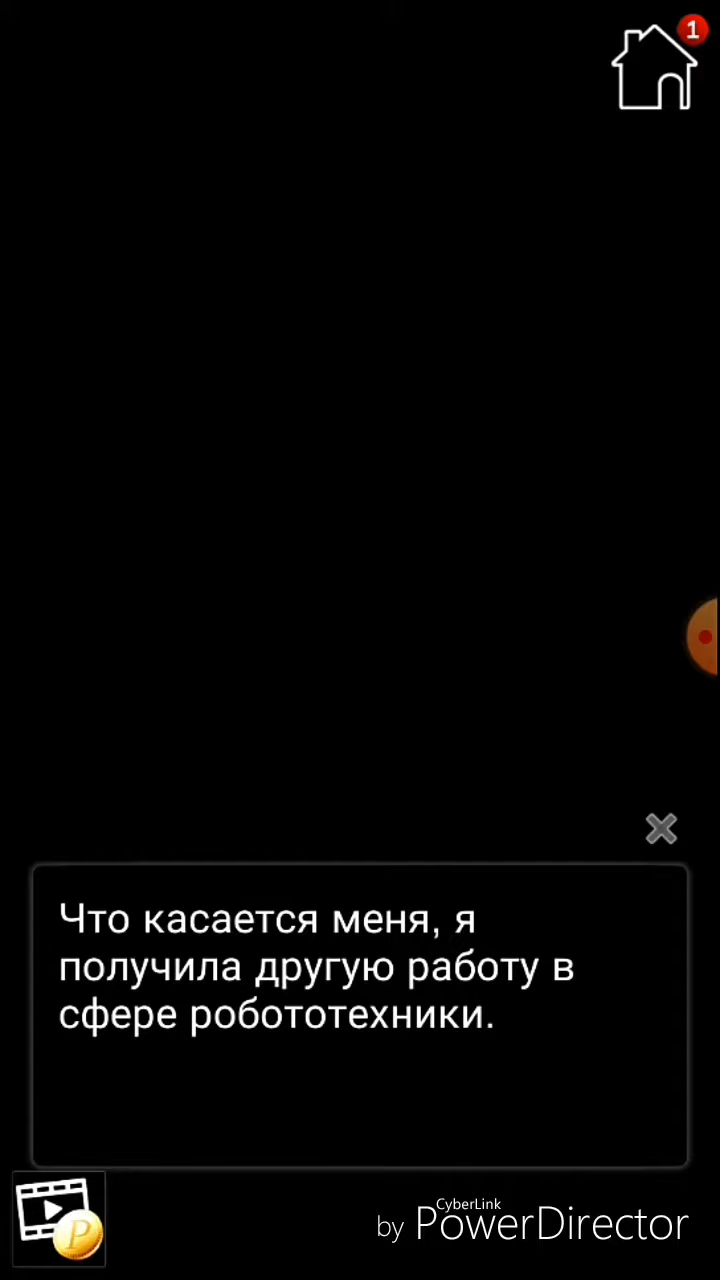 1
Что касается меня, я
получила другую работу в
сфере робототехники.
P
CyberLink
by PowerDirector